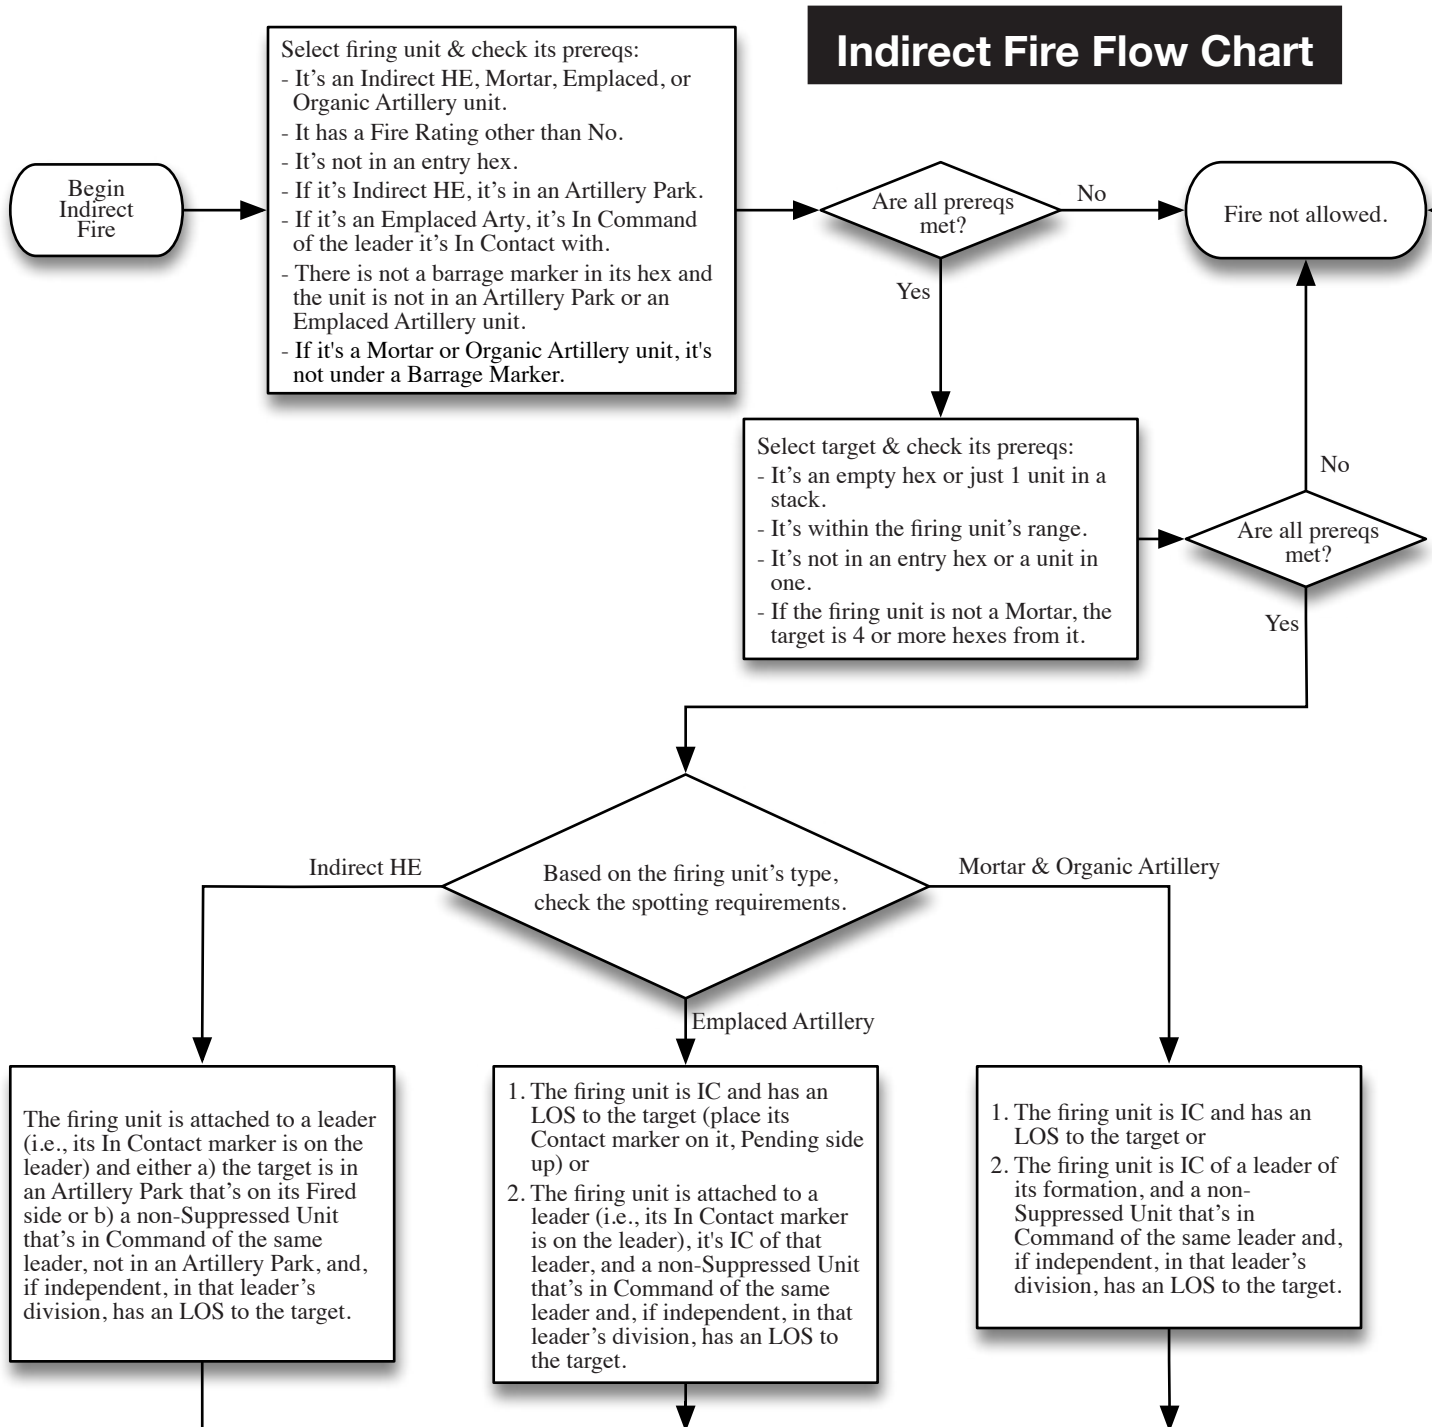 Indirect Fire Flow Chart
Begin
Indirect
Fire
Select firing unit & check its prereqs:
- It’s an Indirect HE, Mortar, Emplaced, or
Organic Artillery unit.
- It has a Fire Rating other than No.
- It’s not in an entry hex.
- If it’s Indirect HE, it’s in an Artillery Park.
- If it’s an Emplaced Arty, it’s In Command
of the leader it’s In Contact with.
- There is not a barrage marker in its hex and
the unit is not in an Artillery Park or an
Emplaced Artillery unit.
- If it's a Mortar or Organic Artillery unit, it's
not under a Barrage Marker.
Are all prereqs
met?
No
Fire not allowed.
Yes
Select target & check its prereqs:
- It’s an empty hex or just 1 unit in a
stack.
- It’s within the firing unit’s range.
- It’s not in an entry hex or a unit in
one.
- If the firing unit is not a Mortar, the
target is 4 or more hexes from it.
No
Are all prereqs
met?
Yes
Based on the firing unit’s type,
check the spotting requirements.
Indirect HE
Mortar & Organic Artillery
Emplaced Artillery
The firing unit is attached to a leader
(i.e., its In Contact marker is on the
leader) and either a) the target is in
an Artillery Park that’s on its Fired
side or b) a non-Suppressed Unit
that’s in Command of the same
leader, not in an Artillery Park, and,
if independent, in that leader’s
division, has an LOS to the target.
1. The firing unit is IC and has an
LOS to the target (place its
Contact marker on it, Pending side
up) or
2. The firing unit is attached to a
leader (i.e., its In Contact marker
is on the leader), it's IC of that
leader, and a non-Suppressed Unit
that’s in Command of the same
leader and, if independent, in that
leader’s division, has an LOS to
the target.
1. The firing unit is IC and has an
LOS to the target or
2. The firing unit is IC of a leader of
its formation, and a non-
Suppressed Unit that’s in
Command of the same leader and,
if independent, in that leader’s
division, has an LOS to the target.